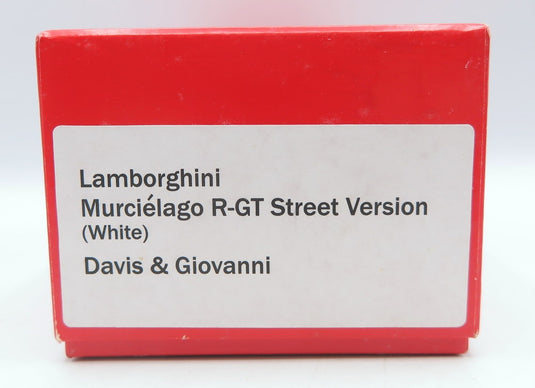 Lamborghini
Murciélago R-GT Street Version
(White)
Davis & Giovanni